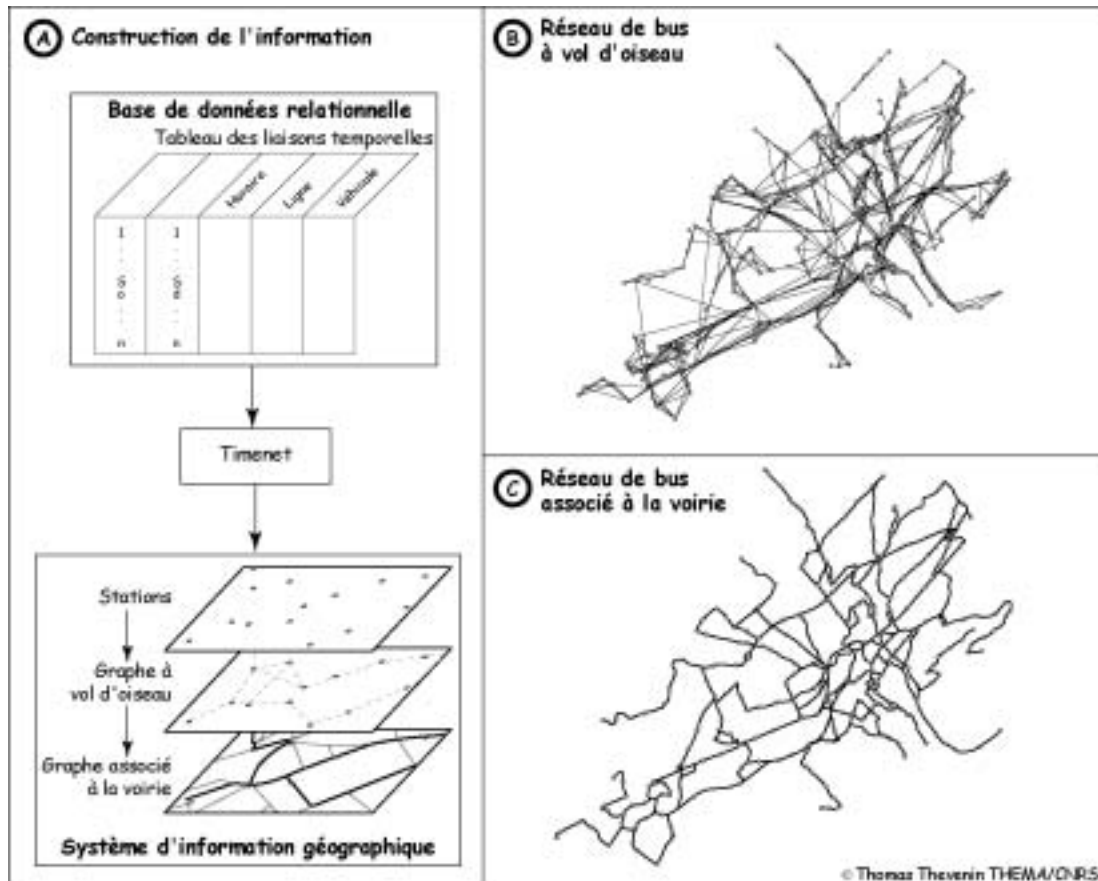 A Construction de l'information
Base de données relationnelle
Tableau des liaisons temporelles
Horaire
Ligne
Véhicule
1
1
n
n
Timenet
Stations
Graphe à
vol d'oiseau
Graphe associé
à la voirie
Système d'information géographique
B Réseau de bus
à vol d'oiseau
C Réseau de bus
associé à la voirie
© Thomas Thevenin THEMA/CNRS